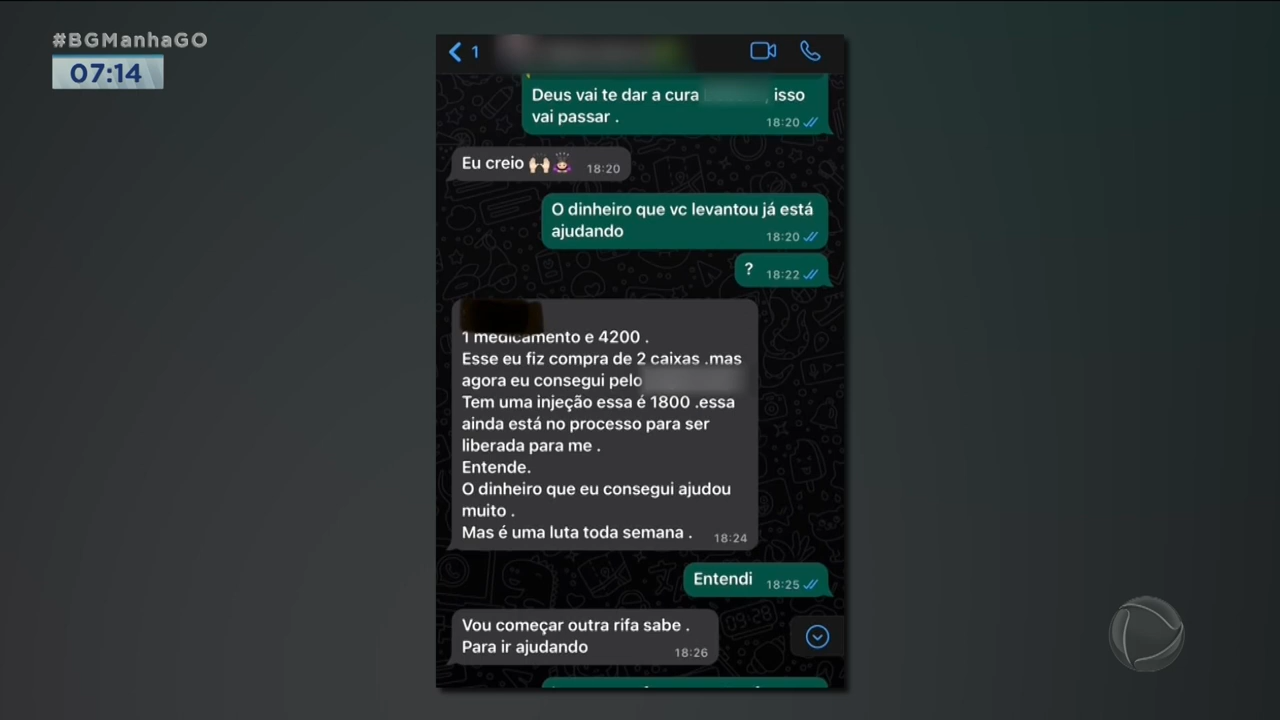 #BGManhaGO
07:14
1
Deus vai te dar a cura , isso
vai passar .
18:20
Eu creio 🙌🏻🙇🏻‍♀️ 18:20
O dinheiro que vc levantou já está
ajudando
18:20
? 18:22
1 medicamento e 4200 .
Esse eu fiz compra de 2 caixas .mas
agora eu consegui pelo
Tem uma injeção essa é 1800 .essa
ainda está no processo para ser
liberada para me .
Entende.
O dinheiro que eu consegui ajudou
muito .
Mas é uma luta toda semana .
18:24
Entendi 18:25
Vou começar outra rifa sabe .
Para ir ajudando
18:26